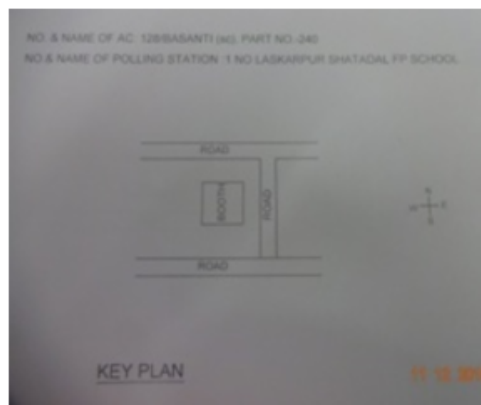 NO. & NAME OF AC: 128/BASANTI (sc). PART NO.-240
NO.& NAME OF POLLING STATION: 1 NO LASKARPUR SHATADAL FP SCHOOL
ROAD
BOOTH
ROAD
ROAD
KEY PLAN